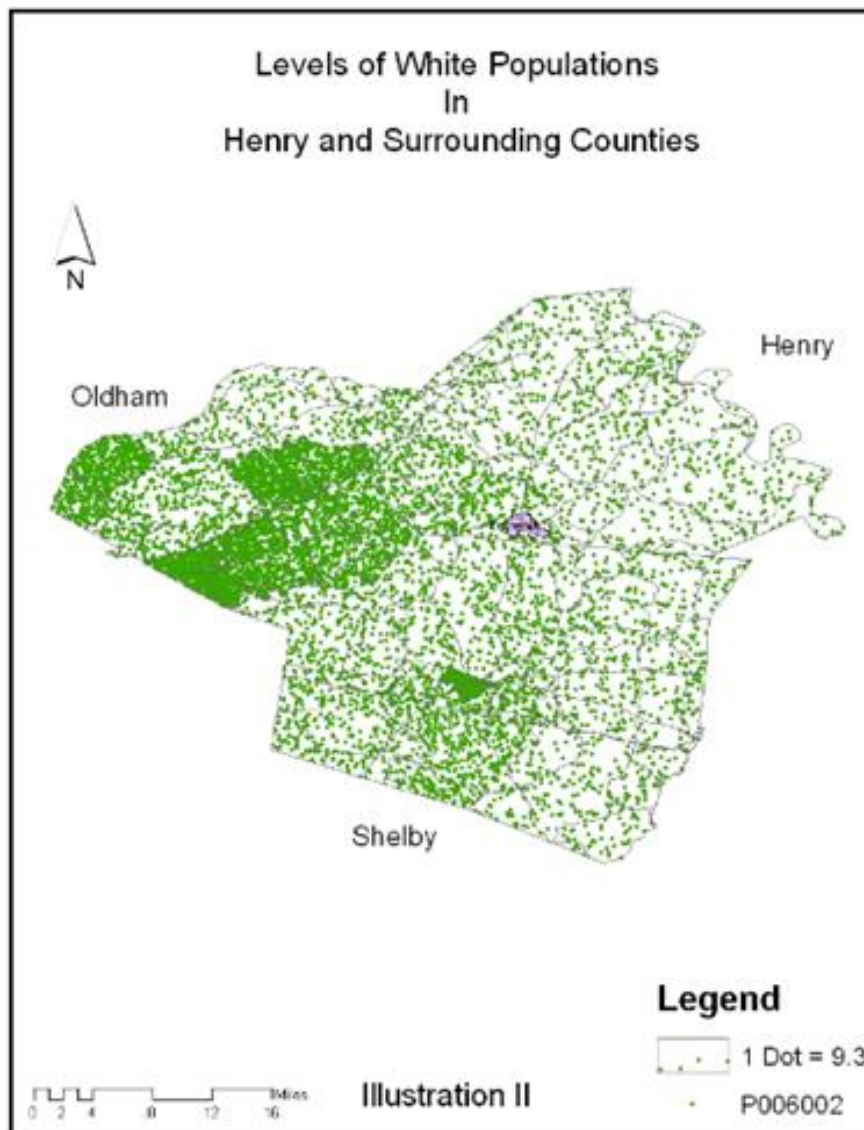 Levels of White Populations
In
Henry and Surrounding Counties
N
Henry
Oldham
Shelby
Legend
1 Dot = 9.3
P006002
Miles
0 2 4 8 12 16
Illustration II